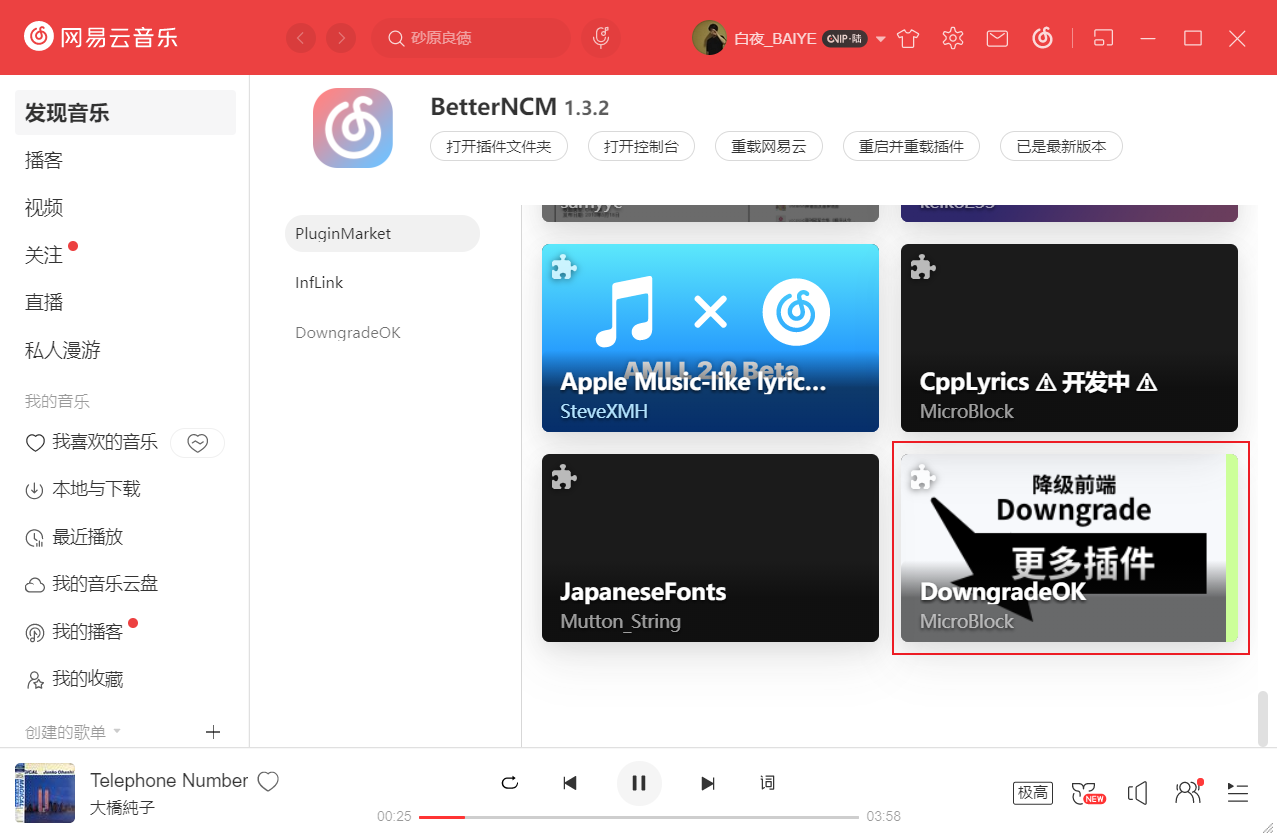 网易云音乐
砂原良徳
白夜_BAIYE
CVIP·陆
发现音乐
播客
视频
关注
直播
私人漫游
我的音乐
我喜欢的音乐
本地与下载
最近播放
我的音乐云盘
我的播客
我的收藏
创建的歌单
BetterNCM 1.3.2
打开插件文件夹
打开控制台
重载网易云
重启并重载插件
已是最新版本
PluginMarket
InfLink
DowngradeOK
AMLL 2.0 Beta
Apple Music-like lyric...
SteveXMH
CppLyrics ⚠ 开发中 ⚠
MicroBlock
JapaneseFonts
Mutton_String
降级前端
Downgrade
更多插件
DowngradeOK
MicroBlock
Telephone Number
大橋純子
00:25
词
03:58
极高
NEW